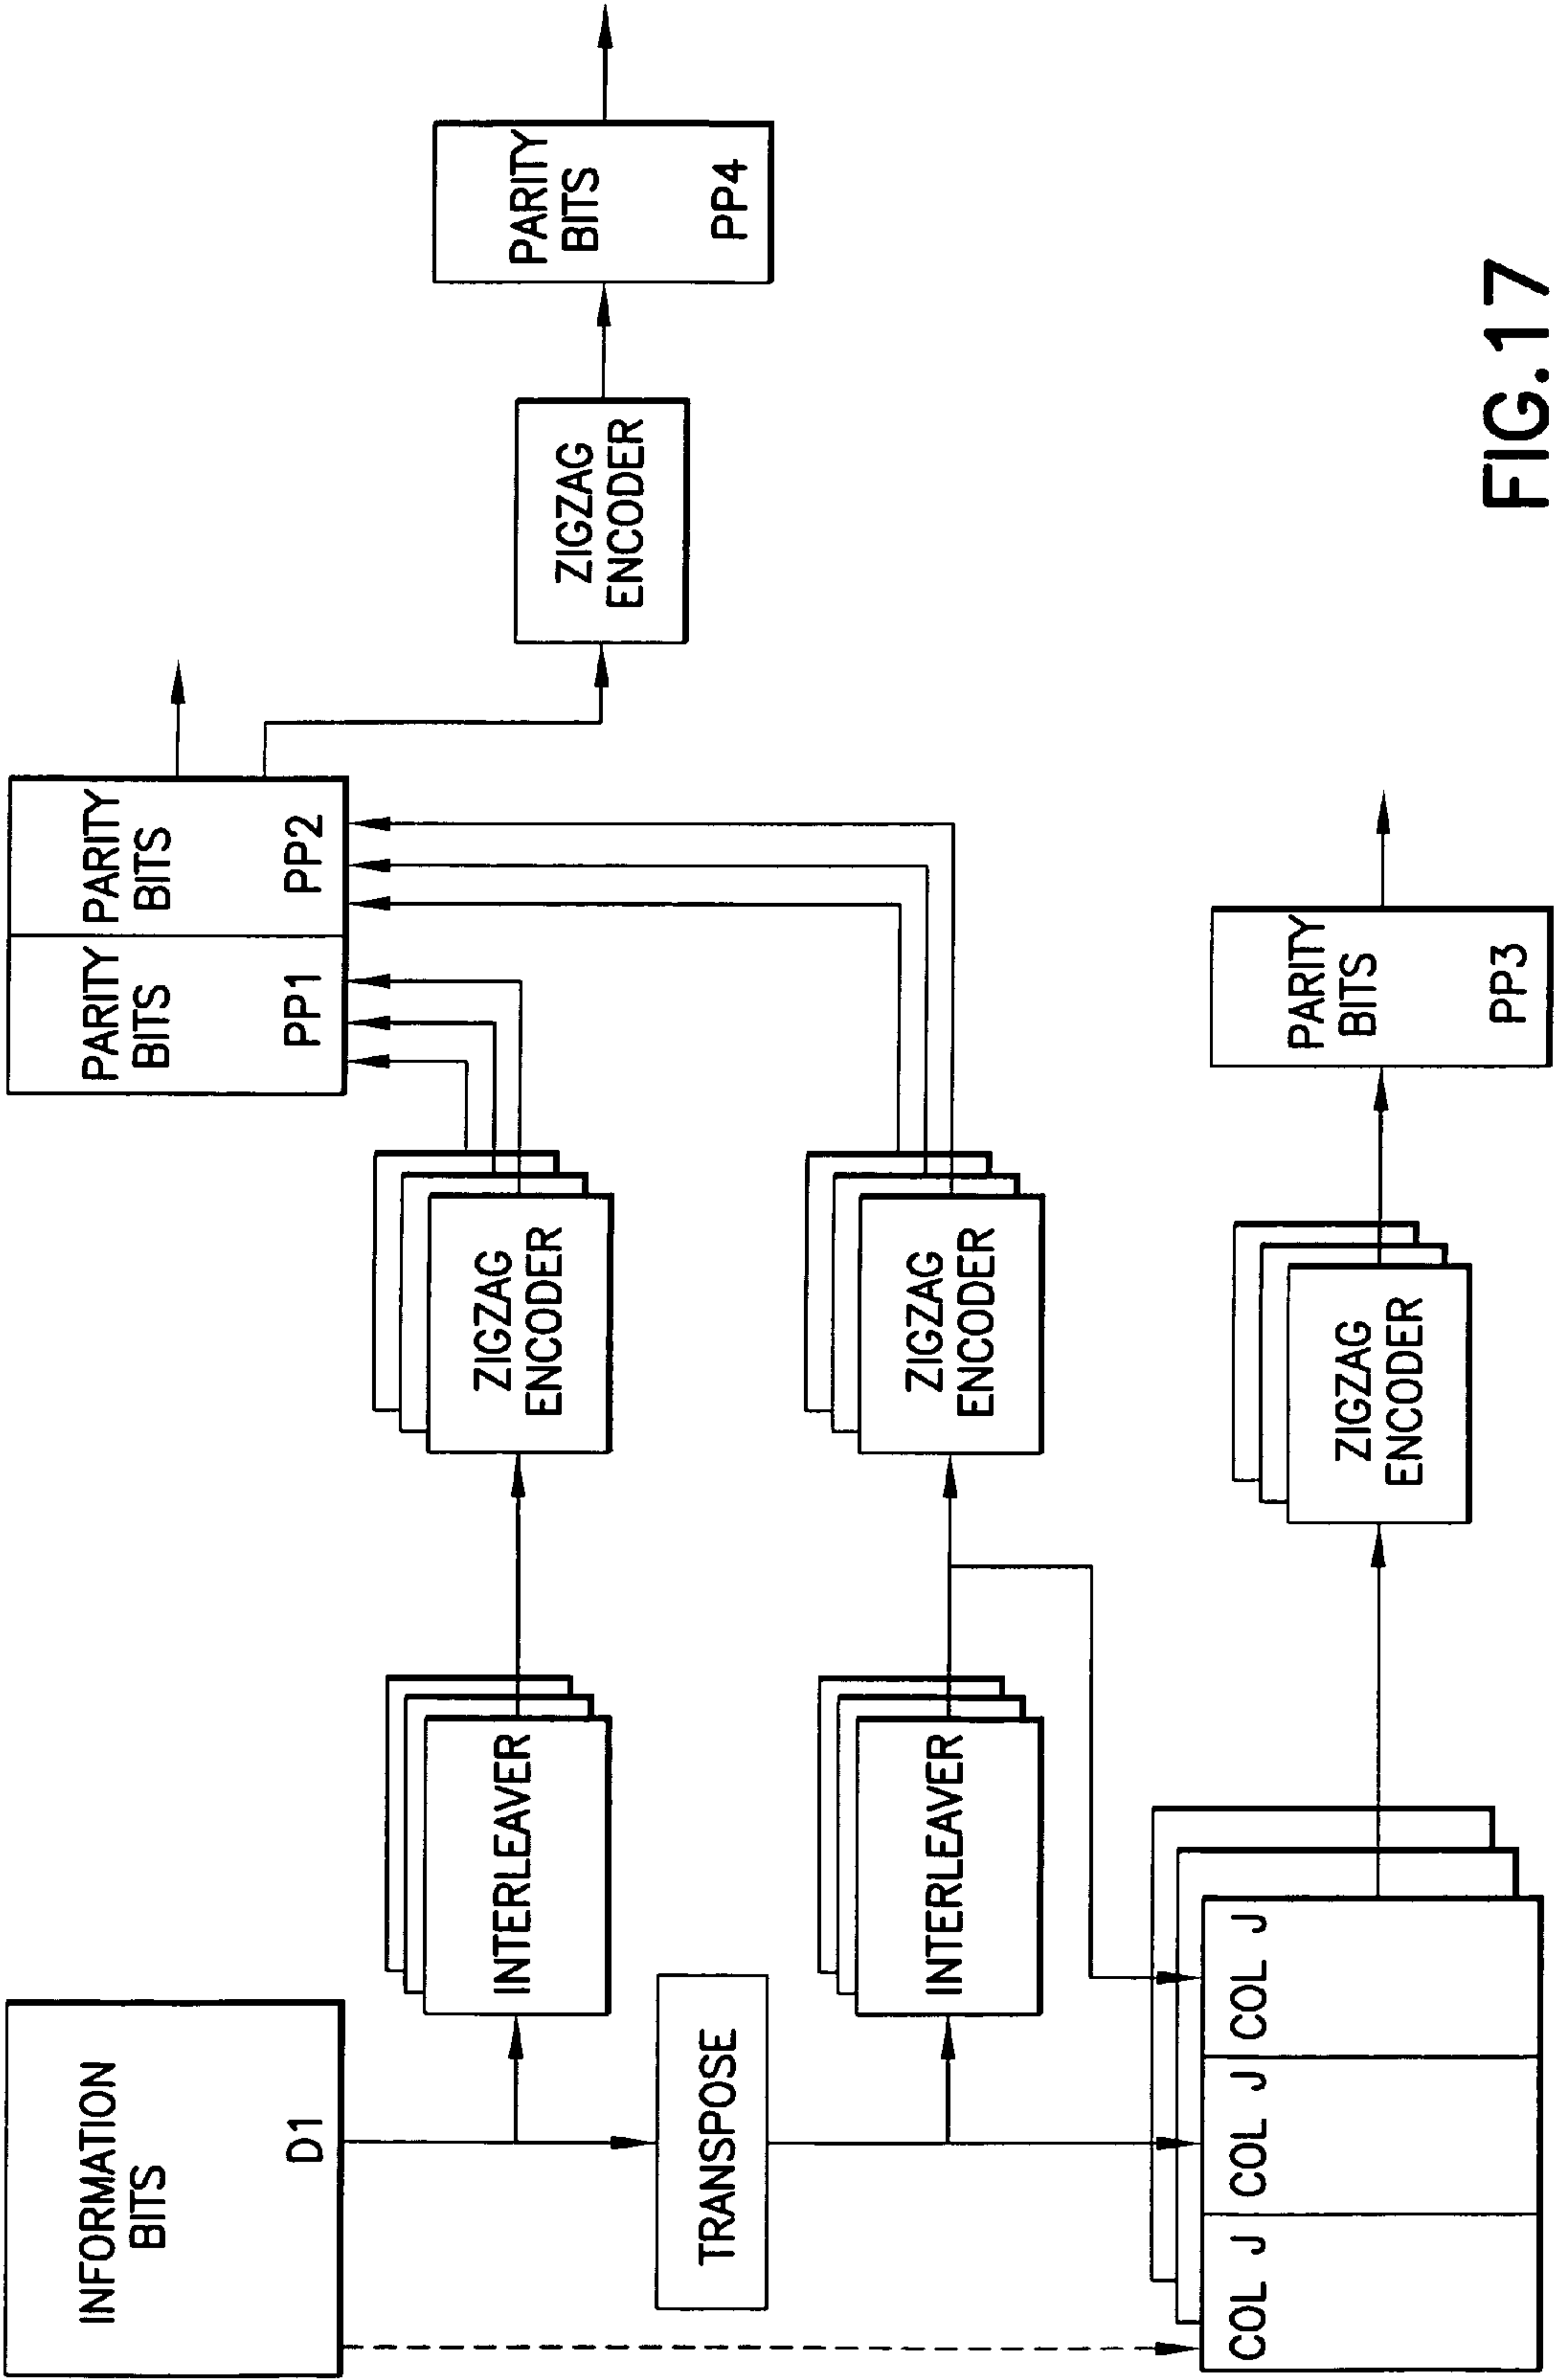 INFORMATION
BITS
D1
PARITY
BITS
PP1
PARITY
BITS
PP2
INTERLEAVER
ZIGZAG
ENCODER
PARITY
BITS
PP4
ZIGZAG
ENCODER
TRANSPOSE
INTERLEAVER
ZIGZAG
ENCODER
COL J
COL J
COL J
ZIGZAG
ENCODER
PARITY
BITS
PP3
FIG.17